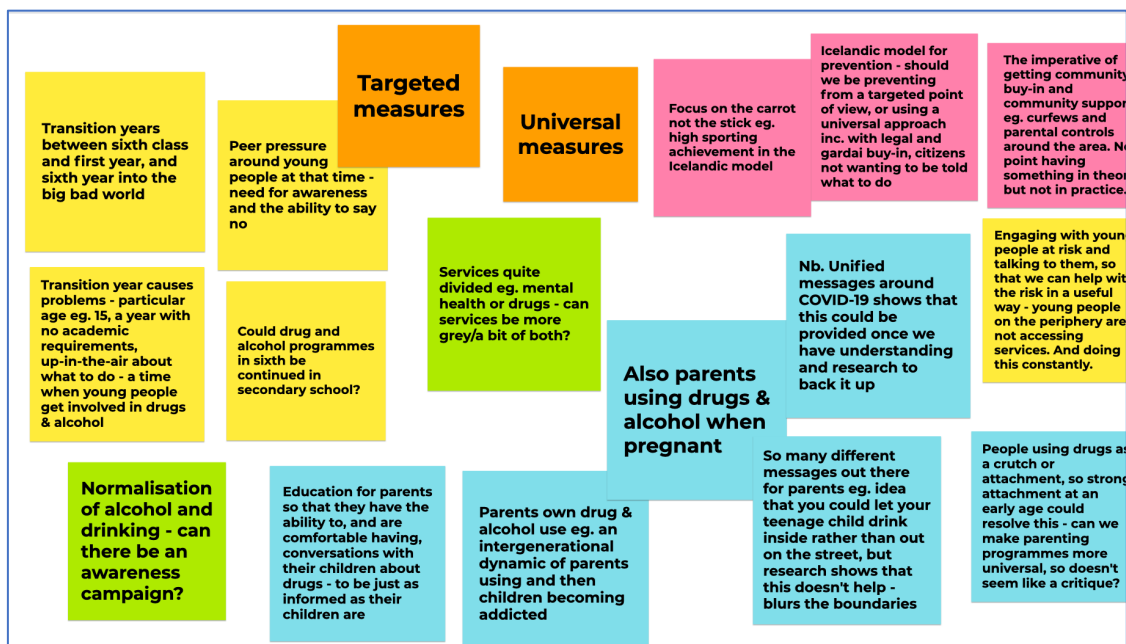 Targeted
measures
Universal
measures
Transition years
between sixth class
and first year, and
sixth year into the
big bad world
Peer pressure
around young
people at that time -
need for awareness
and the ability to say
no
Focus on the carrot
not the stick eg.
high sporting
achievement in the
Icelandic model
Icelandic model for
prevention - should
we be preventing
from a targeted point
of view, or using a
universal approach
inc. with legal and
gardai buy-in, citizens
not wanting to be told
what to do
The imperative of
getting community
buy-in and
community support
eg. curfews and
parental controls
around the area. No
point having
something in theory
but not in practice.
Transition year causes
problems - particular
age eg. 15, a year with
no academic
requirements,
up-in-the-air about
what to do - a time
when young people
get involved in drugs
& alcohol
Could drug and
alcohol programmes
in sixth be
continued in
secondary school?
Services quite
divided eg. mental
health or drugs - can
services be more
grey/a bit of both?
Nb. Unified
messages around
COVID-19 shows that
this could be
provided once we
have understanding
and research to
back it up
Engaging with young
people at risk and
talking to them, so
that we can help with
the risk in a useful
way - young people
on the periphery are
not accessing
services. And doing
this constantly.
Also parents
using drugs &
alcohol when
pregnant
Normalisation
of alcohol and
drinking - can
there be an
awareness
campaign?
Education for parents
so that they have the
ability to, and are
comfortable having,
conversations with
their children about
drugs - to be just as
informed as their
children are
Parents own drug &
alcohol use eg. an
intergenerational
dynamic of parents
using and then
children becoming
addicted
So many different
messages out there
for parents eg. idea
that you could let your
teenage child drink
inside rather than out
on the street, but
research shows that
this doesn't help -
blurs the boundaries
People using drugs as
a crutch or
attachment, so strong
attachment at an
early age could
resolve this - can we
make parenting
programmes more
universal, so doesn't
seem like a critique?